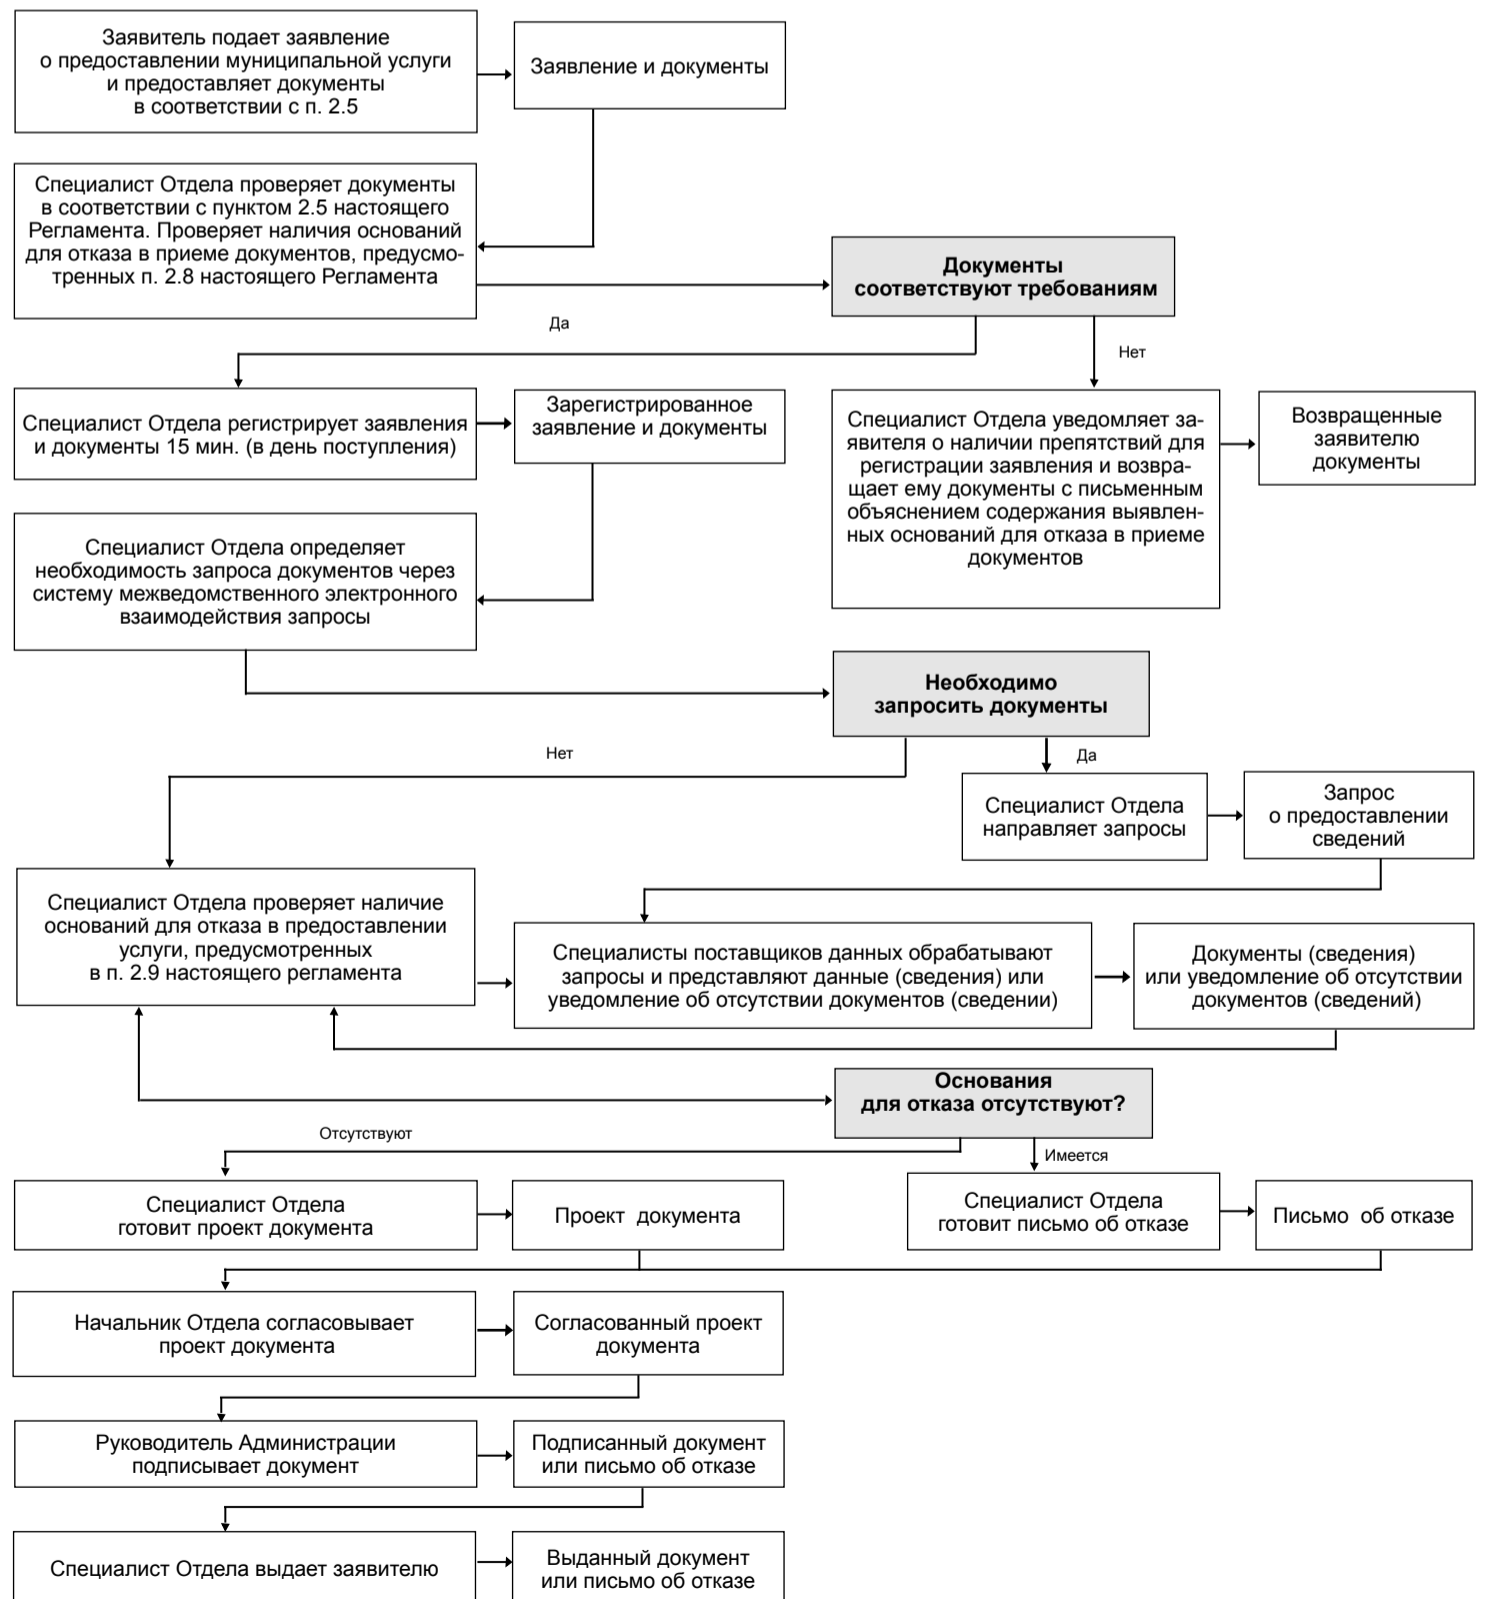 Заявитель подает заявление
о предоставлении муниципальной услуги
и предоставляет документы
в соответствии с п. 2.5
Заявление и документы
Специалист Отдела проверяет документы
в соответствии с пунктом 2.5 настоящего
Регламента. Проверяет наличия оснований
для отказа в приеме документов, предусмо-
тренных п. 2.8 настоящего Регламента
Документы
соответствуют требованиям
Да
Нет
Специалист Отдела регистрирует заявления
и документы 15 мин. (в день поступления)
Зарегистрированное
заявление и документы
Специалист Отдела уведомляет за-
явителя о наличии препятствий для
регистрации заявления и возвра-
щает ему документы с письменным
объяснением содержания выявлен-
ных оснований для отказа в приеме
документов
Возвращенные
заявителю
документы
Специалист Отдела определяет
необходимость запроса документов через
систему межведомственного электронного
взаимодействия запросы
Необходимо
запросить документы
Нет
Да
Специалист Отдела
направляет запросы
Запрос
о предоставлении
сведений
Специалист Отдела проверяет наличие
оснований для отказа в предоставлении
услуги, предусмотренных
в п. 2.9 настоящего регламента
Специалисты поставщиков данных обрабатывают
запросы и представляют данные (сведения) или
уведомление об отсутствии документов (сведении)
Документы (сведения)
или уведомление об отсутствии
документов (сведений)
Основания
для отказа отсутствуют?
Отсутствуют
Имеется
Специалист Отдела
готовит проект документа
Проект документа
Специалист Отдела
готовит письмо об отказе
Письмо об отказе
Начальник Отдела согласовывает
проект документа
Согласованный проект
документа
Руководитель Администрации
подписывает документ
Подписанный документ
или письмо об отказе
Специалист Отдела выдает заявителю
Выданный документ
или письмо об отказе